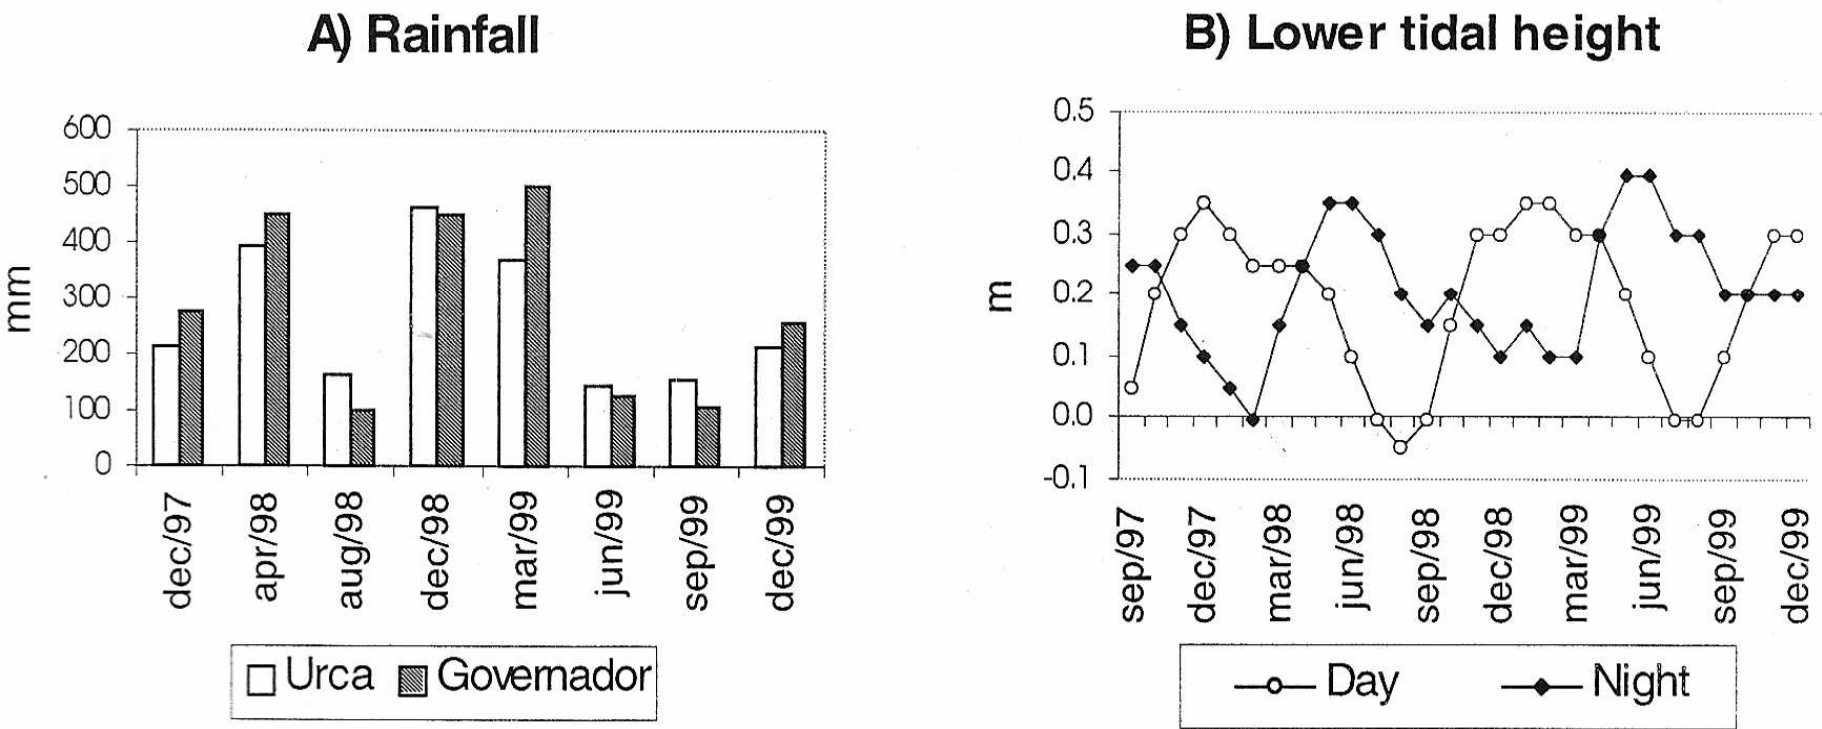 A) Rainfall
600
500
400
300
200
100
0
mm
dec/97
apr/98
aug/98
dec/98
mar/99
jun/99
sep/99
dec/99
Urca Governador
B) Lower tidal height
0.5
0.4
0.3
0.2
0.1
0.0
-0.1
m
sep/97
dec/97
mar/98
jun/98
sep/98
dec/98
mar/99
jun/99
sep/99
dec/99
Day Night